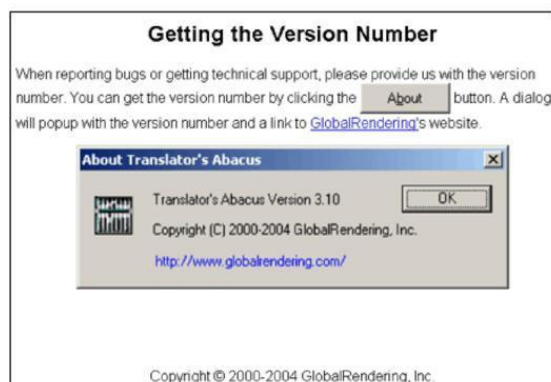 Getting the Version Number
When reporting bugs or getting technical support, please provide us with the version
number. You can get the version number by clicking the About button. A dialog
will popup with the version number and a link to GlobalRendering's website.
About Translator's Abacus
Translator's Abacus Version 3.10
OK
Copyright (C) 2000-2004 GlobalRendering, Inc.
http://www.globalrendering.com/
Copyright © 2000-2004 GlobalRendering, Inc.